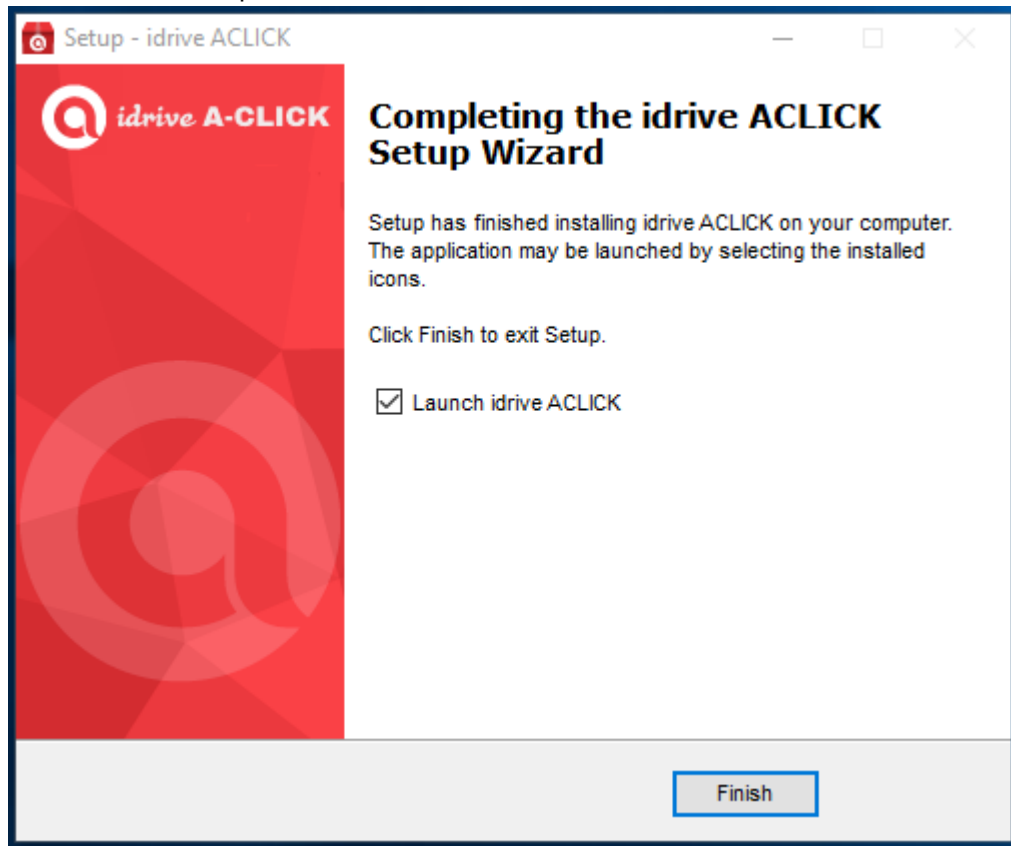 Setup - idrive ACLICK
idrive A-CLICK
Completing the idrive ACLICK
Setup Wizard
Setup has finished installing idrive ACLICK on your computer.
The application may be launched by selecting the installed
icons.
Click Finish to exit Setup.
Launch idrive ACLICK
Finish